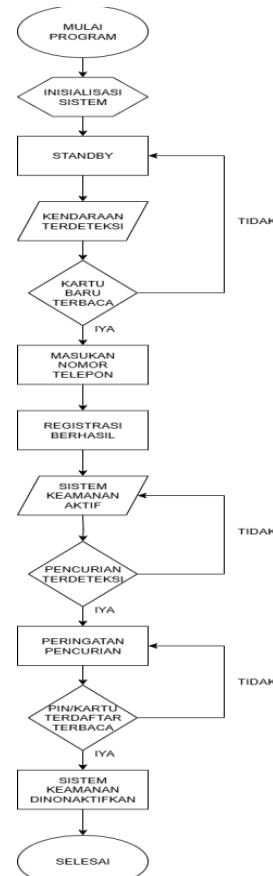 MULAI
PROGRAM
INISIALISASI
SISTEM
STANDBY
KENDARAAN
TERDETEKSI
TIDAK
KARTU
BARU
TERBACA
IYA
MASUKAN
NOMOR
TELEPON
REGISTRASI
BERHASIL
SISTEM
KEAMANAN
AKTIF
TIDAK
PENCURIAN
TERDETEKSI
IYA
PERINGATAN
PENCURIAN
TIDAK
PIN/KARTU
TERDAFTAR
TERBACA
IYA
SISTEM
KEAMANAN
DINONAKTIFKAN
SELESAI